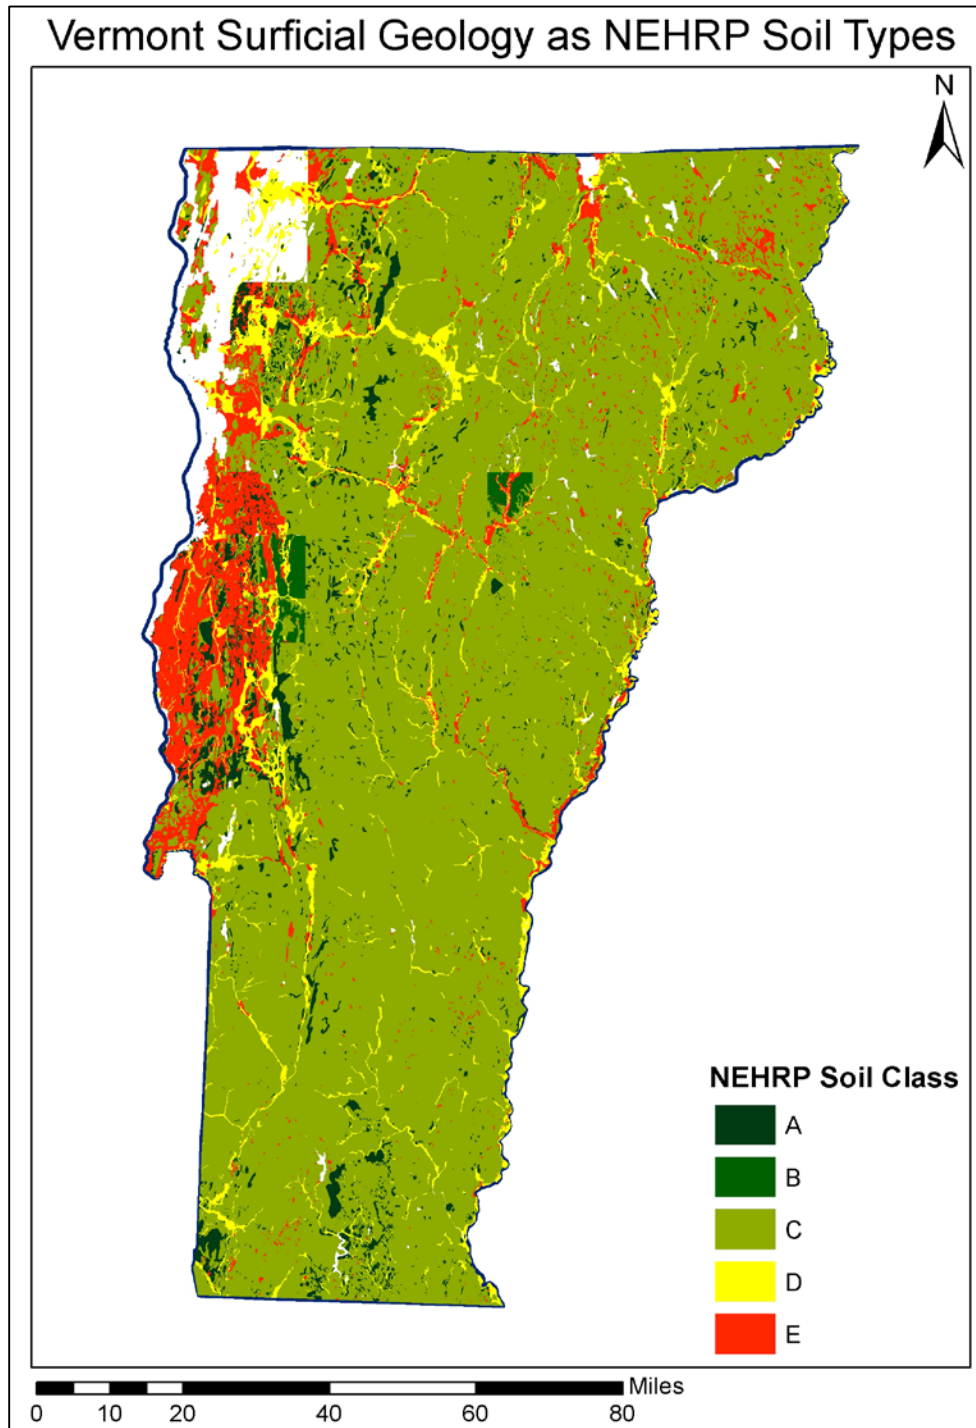 Vermont Surficial Geology as NEHRP Soil Types
N
NEHRP Soil Class
A
B
C
D
E
Miles
0 10 20 40 60 80